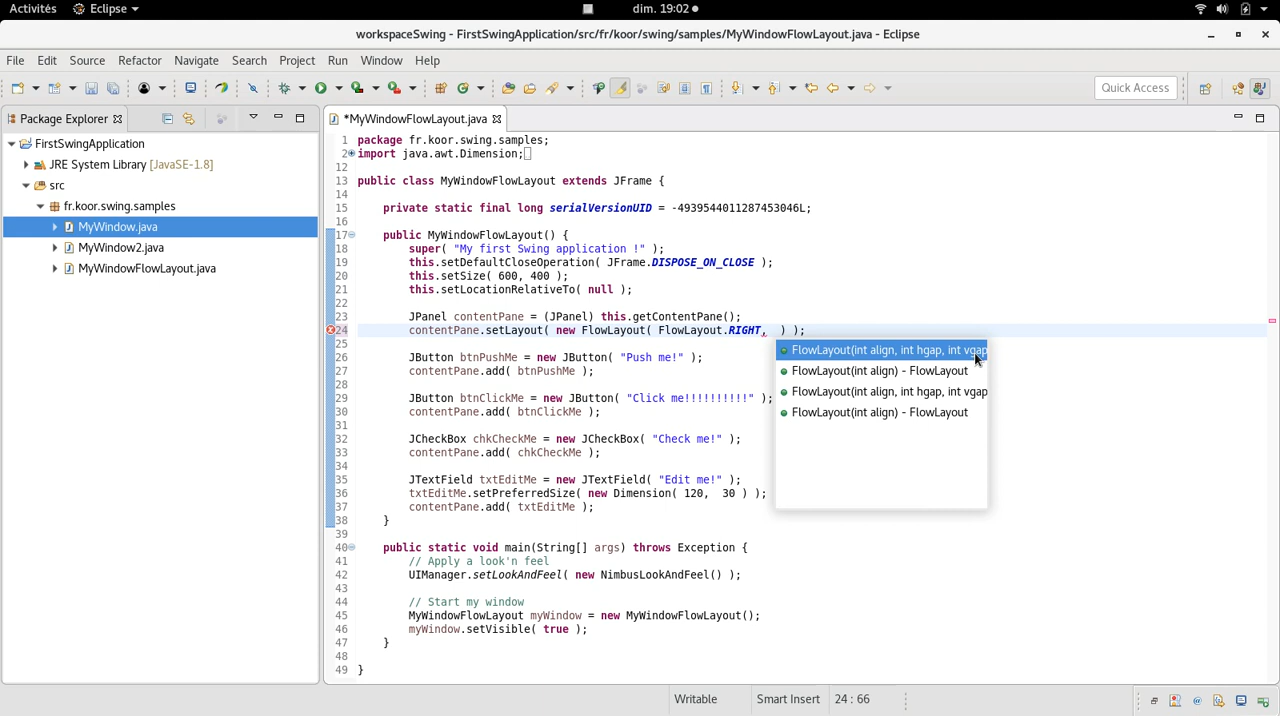 Activités Eclipse dim. 19:02
workspaceSwing - FirstSwingApplication/src/fr/koor/swing/samples/MyWindowFlowLayout.java - Eclipse
File Edit Source Refactor Navigate Search Project Run Window Help
Quick Access
Package Explorer
*MyWindowFlowLayout.java
FirstSwingApplication
JRE System Library [JavaSE-1.8]
src
fr.koor.swing.samples
MyWindow.java
MyWindow2.java
MyWindowFlowLayout.java
1 package fr.koor.swing.samples;
2 import java.awt.Dimension;
12
13 public class MyWindowFlowLayout extends JFrame {
14
15 private static final long serialVersionUID = -4939544011287453046L;
16
17 public MyWindowFlowLayout() {
18 super( "My first Swing application !" );
19 this.setDefaultCloseOperation( JFrame.DISPOSE_ON_CLOSE );
20 this.setSize( 600, 400 );
21 this.setLocationRelativeTo( null );
22
23 JPanel contentPane = (JPanel) this.getContentPane();
24 contentPane.setLayout( new FlowLayout( FlowLayout.RIGHT,  ) );
25
26 JButton btnPushMe = new JButton( "Push me!" );
27 contentPane.add( btnPushMe );
28
29 JButton btnClickMe = new JButton( "Click me!!!!!!!!!!" );
30 contentPane.add( btnClickMe );
31
32 JCheckBox chkCheckMe = new JCheckBox( "Check me!" );
33 contentPane.add( chkCheckMe );
34
35 JTextField txtEditMe = new JTextField( "Edit me!" );
36 txtEditMe.setPreferredSize( new Dimension( 120,  30 ) );
37 contentPane.add( txtEditMe );
38 }
39
40 public static void main(String[] args) throws Exception {
41 // Apply a look'n feel
42 UIManager.setLookAndFeel( new NimbusLookAndFeel() );
43
44 // Start my window
45 MyWindowFlowLayout myWindow = new MyWindowFlowLayout();
46 myWindow.setVisible( true );
47 }
48
49 }
FlowLayout(int align, int hgap, int vgap
FlowLayout(int align) - FlowLayout
FlowLayout(int align, int hgap, int vgap
FlowLayout(int align) - FlowLayout
Writable Smart Insert 24 : 66